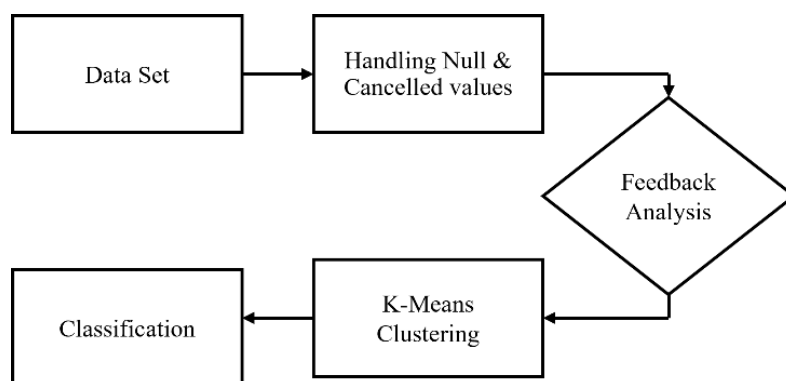 Data Set
Handling Null &
Cancelled values
Feedback
Analysis
K-Means
Clustering
Classification